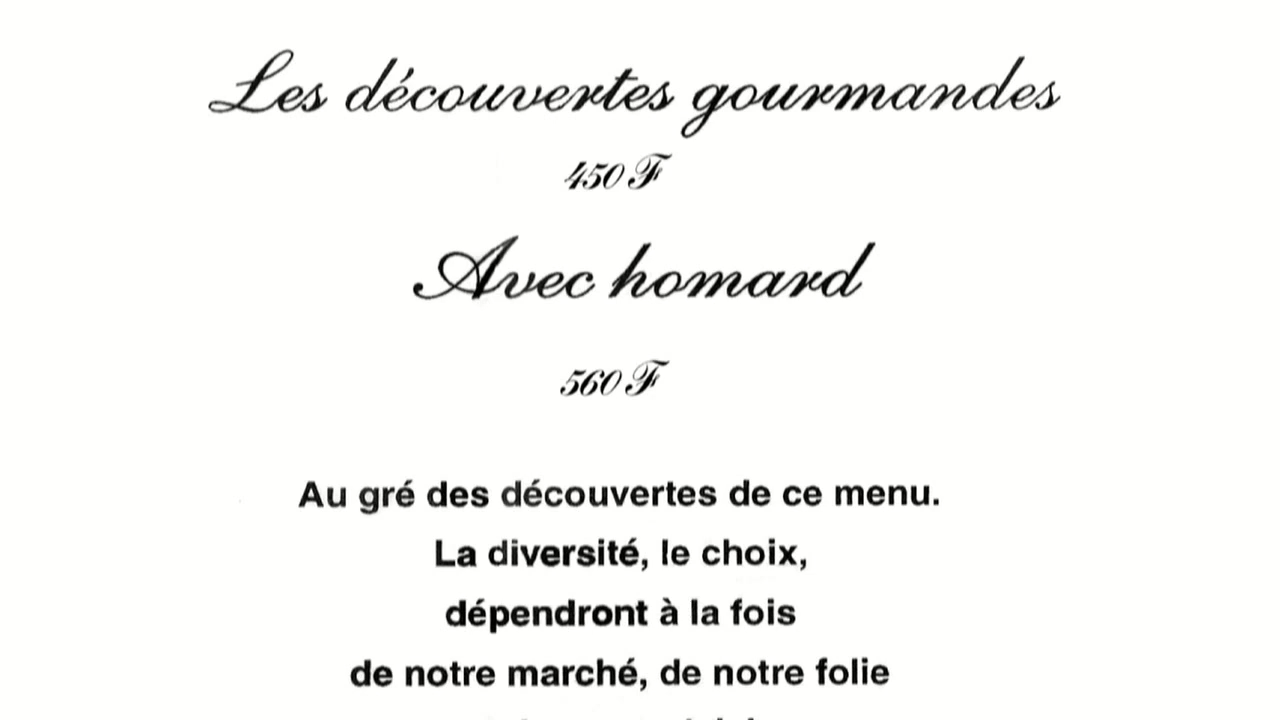 Les découvertes gourmandes
450 F
Avec homard
560 F
Au gré des découvertes de ce menu.
La diversité, le choix,
dépendront à la fois
de notre marché, de notre folie